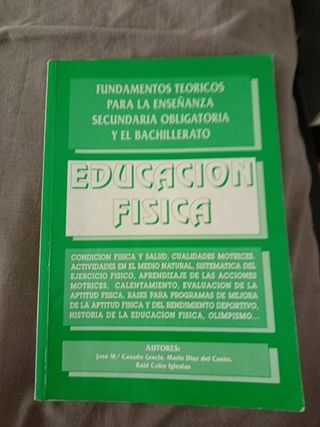 FUNDAMENTOS TEORICOS
PARA LA ENSEÑANZA
SECUNDARIA OBLIGATORIA
Y EL BACHILLERATO
EDUCACION
FISICA
CONDICION FISICA Y SALUD, CUALIDADES MOTRICES,
ACTIVIDADES EN EL MEDIO NATURAL, SISTEMATICA DEL
EJERCICIO FISICO, APRENDIZAJE DE LAS ACCIONES
MOTRICES, CALENTAMIENTO, EVALUACION DE LA
APTITUD FISICA, BASES PARA PROGRAMAS DE MEJORA
DE LA APTITUD FISICA Y DEL RENDIMIENTO DEPORTIVO,
HISTORIA DE LA EDUCACION FISICA, OLIMPISMO...
AUTORES:
José M.ª Casado Gracia, Mario Díaz del Cueto,
Raúl Cobo Iglesias